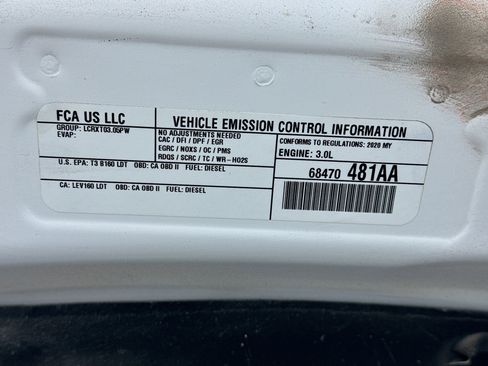 FCA US LLC
GROUP: LCRXT03.05PW
EVAP:
VEHICLE EMISSION CONTROL INFORMATION
NO ADJUSTMENTS NEEDED
CAC / DFI / DPF / EGR
EGRC / NOXS / OC / PMS
RDQS / SCRC / TC / WR-HO2S
CONFORMS TO REGULATIONS: 2020 MY
ENGINE: 3.0L
U.S. EPA: T3 B160 LDT OBD: CA OBD II FUEL: DIESEL
CA: LEV160 LDT OBD: CA OBD II FUEL: DIESEL
68470 481AA